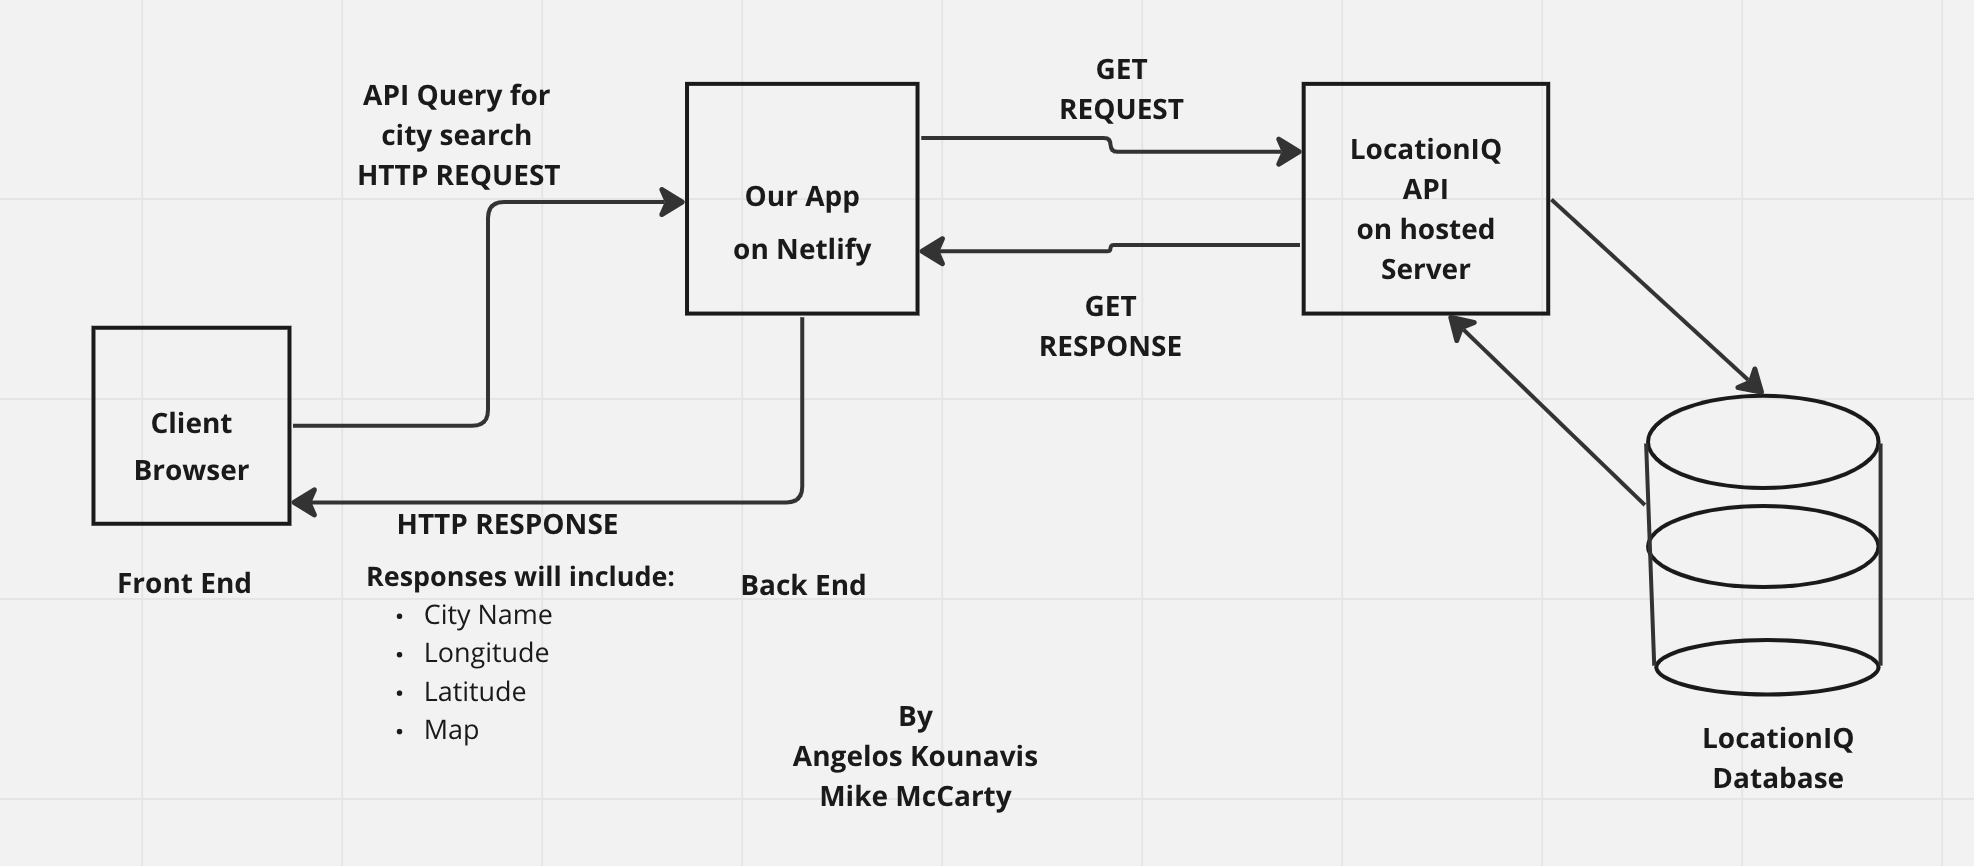 API Query for
city search
HTTP REQUEST
GET
REQUEST
Our App
on Netlify
LocationIQ
API
on hosted
Server
GET
RESPONSE
Client
Browser
HTTP RESPONSE
Front End
Responses will include:
• City Name
• Longitude
• Latitude
• Map
Back End
By
Angelos Kounavis
Mike McCarty
LocationIQ
Database